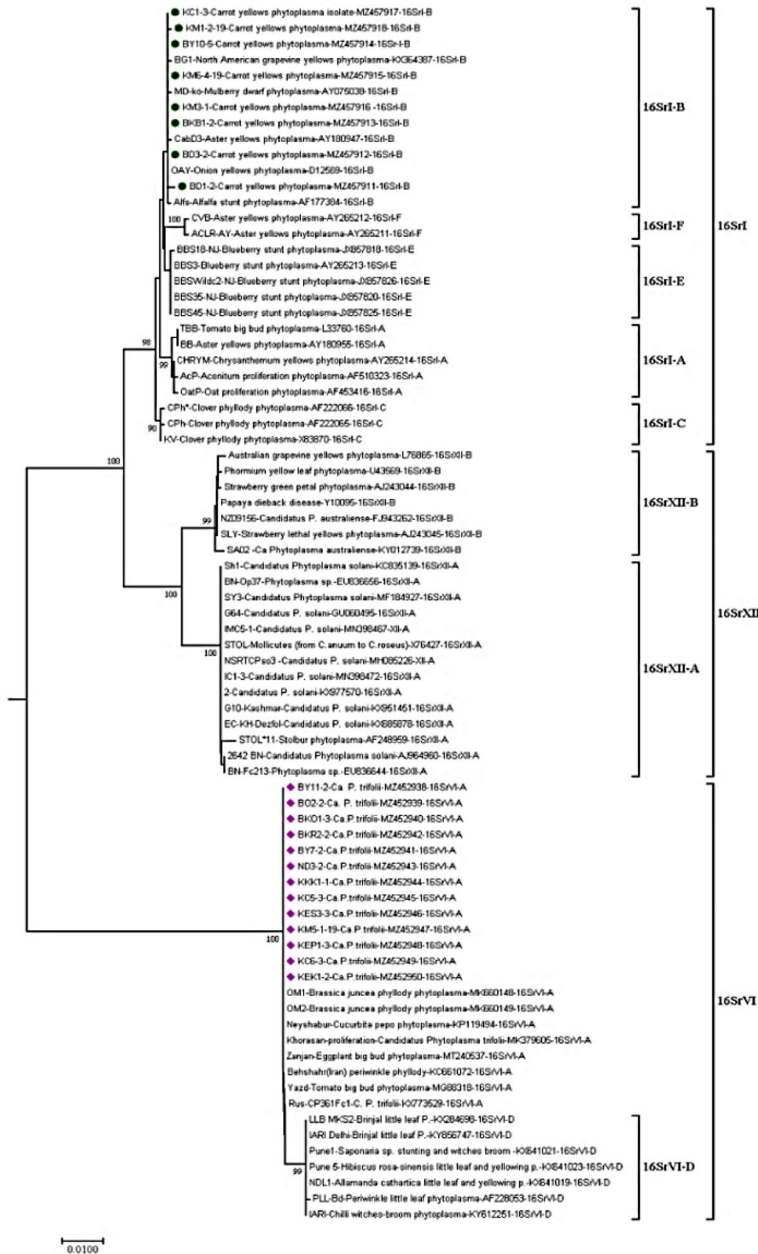 KC1-3-Carrot yellows phytoplasma isolate-MZ457917-16SrI-B
KM1-2-19-Carrot yellows phytoplasma-MZ457918-16SrI-B
BY10-5-Carrot yellows phytoplasma-MZ457914-16Sr-I-B
BG1-North American grapevine yellows phytoplasma-KX364387-16SrI-B
KM6-4-19-Carrot yellows phytoplasma-MZ457915-16SrI-B
MD-ko-Mulberry dwarf phytoplasma-AY075038-16SrI-B
KM3-1-Carrot yellows phytoplasma-MZ457916 -16SrI-B
BKB1-2-Carrot yellows phytoplasma-MZ457913-16SrI-B
CabD3-Aster yellows phytoplasma-AY180947-16SrI-B
BD3-2-Carrot yellows phytoplasma-MZ457912-16SrI-B
OAY-Onion yellows phytoplasma-D12569-16SrI-B
BD1-2-Carrot yellows phytoplasma-MZ457911-16SrI-B
Alfs-Alfalfa stunt phytoplasma-AF177384-16SrI-B
16SrI-B
100
CVB-Aster yellows phytoplasma-AY265212-16SrI-F
ACLR-AY-Aster yellows phytoplasma-AY265211-16SrI-F
16SrI-F
16SrI
BBS18-NJ-Blueberry stunt phytoplasma-JX857818-16SrI-E
BBS3-Blueberry stunt phytoplasma-AY265213-16SrI-E
BBSWildc2-NJ-Blueberry stunt phytoplasma-JX857826-16SrI-E
BBS35-NJ-Blueberry stunt phytoplasma-JX857820-16SrI-E
BBS45-NJ-Blueberry stunt phytoplasma-JX857825-16SrI-E
16SrI-E
98
99
TBB-Tomato big bud phytoplasma-L33760-16SrI-A
BB-Aster yellows phytoplasma-AY180955-16SrI-A
CHRYM-Chrysanthemum yellows phytoplasma-AY265214-16SrI-A
AcP-Aconitum proliferation phytoplasma-AF510323-16SrI-A
OatP-Oat proliferation phytoplasma-AF453416-16SrI-A
16SrI-A
CPh*-Clover phyllody phytoplasma-AF222066-16SrI-C
CPh-Clover phyllody phytoplasma-AF222065-16SrI-C
KV-Clover phyllody phytoplasma-X83870-16SrI-C
90
16SrI-C
100
Australian grapevine yellows phytoplasma-L76865-16SrXII-B
Phormium yellow leaf phytoplasma-U43569-16SrXII-B
Strawberry green petal phytoplasma-AJ243044-16SrXII-B
Papaya dieback disease-Y10095-16SrXII-B
NZ09156-Candidatus P. australiense-FJ943262-16SrXII-B
SLY-Strawberry lethal yellows phytoplasma-AJ243045-16SrXII-B
SA02 -Ca Phytoplasma australiense-KY012739-16SrXII-B
99
16SrXII-B
100
Sh1-Candidatus Phytoplasma solani-KC835139-16SrXII-A
BN-Op37-Phytoplasma sp.-EU836656-16SrXII-A
SY3-Candidatus Phytoplasma solani-MF184927-16SrXII-A
G64-Candidatus P. solani-GU060495-16SrXII-A
IMC5-1-Candidatus P. solani-MN398467-XII-A
STOL-Mollicutes (from C.anuum to C.roseus)-X76427-16SrXII-A
NSRTCPso3 -Candidatus P. solani-MH085226-XII-A
IC1-3-Candidatus P. solani-MN398472-16SrXII-A
2-Candidatus P. solani-KX977570-16SrXII-A
G10-Kashmar-Candidatus P. solani-KX951451-16SrXII-A
EC-KH-Dezfol-Candidatus P. solani-KX685878-16SrXII-A
STOL*11-Stolbur phytoplasma-AF248959-16SrXII-A
2642 BN-Candidatus Phytoplasma solani-AJ964960-16SrXII-A
BN-Fc213-Phytoplasma sp.-EU836644-16SrXII-A
100
16SrXII-A
16SrXII
BY11-2-Ca. P. trifolii-MZ452938-16SrVI-A
BO2-2-Ca. P. trifolii-MZ452939-16SrVI-A
BKO1-3-Ca.P.trifolii-MZ452940-16SrVI-A
BKR2-2-Ca.P.trifolii-MZ452942-16SrVI-A
BY7-2-Ca.P.trifolii-MZ452941-16SrVI-A
ND3-2-Ca.P.trifolii-MZ452943-16SrVI-A
KKK1-1-Ca.P.trifolii-MZ452944-16SrVI-A
KC5-3-Ca.P.trifolii-MZ452945-16SrVI-A
KES3-3-Ca.P.trifolii-MZ452946-16SrVI-A
KM5-1-19-Ca.P.trifolii-MZ452947-16SrVI-A
KEP1-3-Ca.P.trifolii-MZ452948-16SrVI-A
KC6-3-Ca.P.trifolii-MZ452949-16SrVI-A
KEK1-2-Ca.P.trifolii-MZ452950-16SrVI-A
OM1-Brassica juncea phyllody phytoplasma-MK660148-16SrVI-A
OM2-Brassica juncea phyllody phytoplasma-MK660149-16SrVI-A
Neyshabur-Cucurbita pepo phytoplasma-KP119494-16SrVI-A
Khorasan-proliferation-Candidatus Phytoplasma trifolii-MK379605-16SrVI-A
Zanjan-Eggplant big bud phytoplasma-MT240537-16SrVI-A
Behshahr(Iran) periwinkle phyllody-KC661072-16SrVI-A
Yazd-Tomato big bud phytoplasma-MG68318-16SrVI-A
Rus-CP361Fc1-C. P. trifolii-KX773529-16SrVI-A
100
16SrVI
LLB MKS2-Brinjal little leaf P.-KX284698-16SrVI-D
IARI Delhi-Brinjal little leaf P.-KY856747-16SrVI-D
Pune1-Saponaria sp. stunting and witches broom -KX641021-16SrVI-D
Pune 5-Hibiscus rosa-sinensis little leaf and yellowing p.-KX641023-16SrVI-D
NDL1-Allamanda cathartica little leaf and yellowing p.-KX641019-16SrVI-D
PLL-Bd-Periwinkle little leaf phytoplasma-AF228053-16SrVI-D
IARI-Chilli witches-broom phytoplasma-KY612251-16SrVI-D
99
16SrVI-D
0.0100